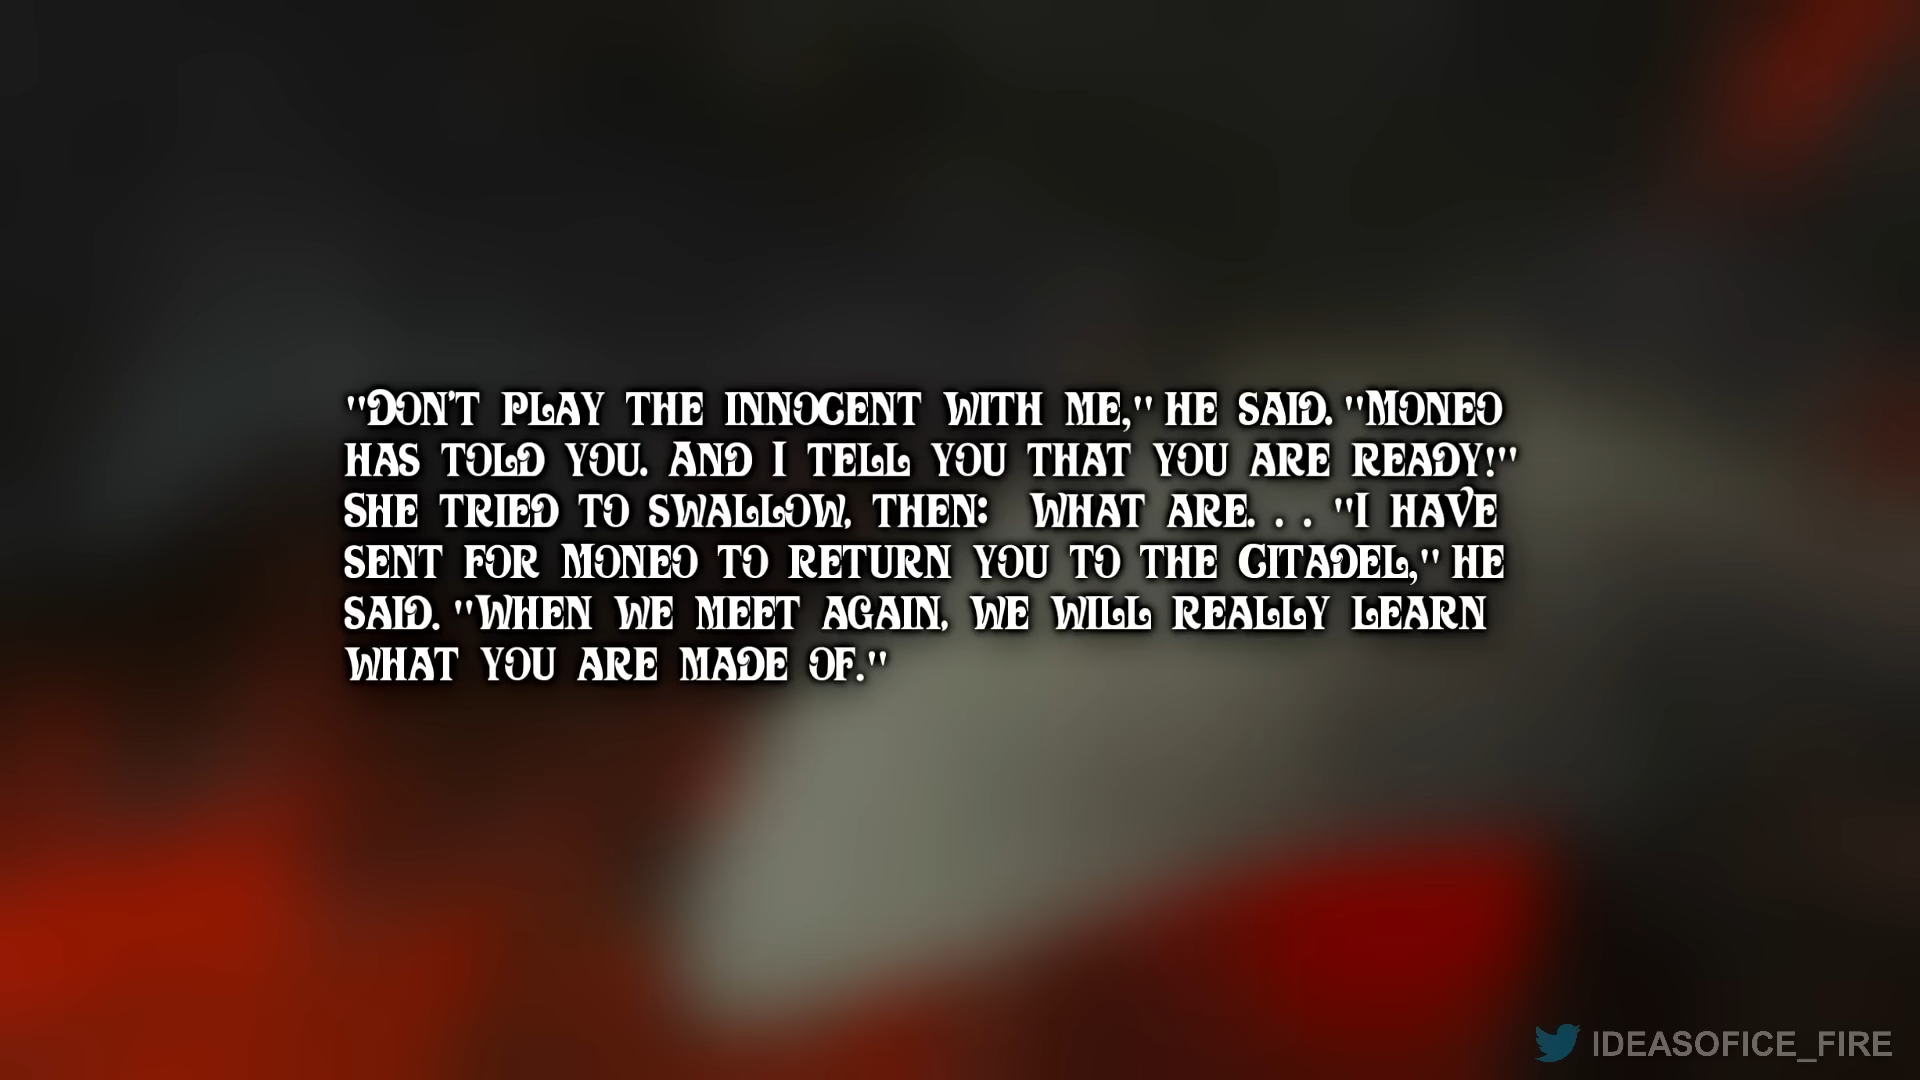 "Don't play the innocent with me," he said. "Moneo
has told you. And I tell you that you are ready!"
She tried to swallow, then: What are. . . "I have
sent for Moneo to return you to the Citadel," he
said. "When we meet again, we will really learn
what you are made of."
IDEASOFICE_FIRE